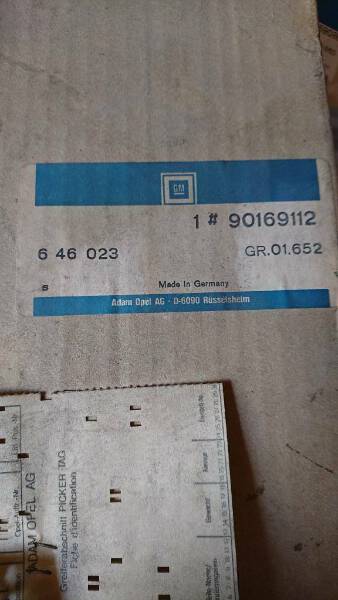 GM
1 # 90169112
6 46 023
GR.01.652
s
Made in Germany
Adam Opel AG - D-6090 Rüsselsheim
ADAM OPEL AG
Greiferabschnitt PICKER TAG
Fiche d'identification